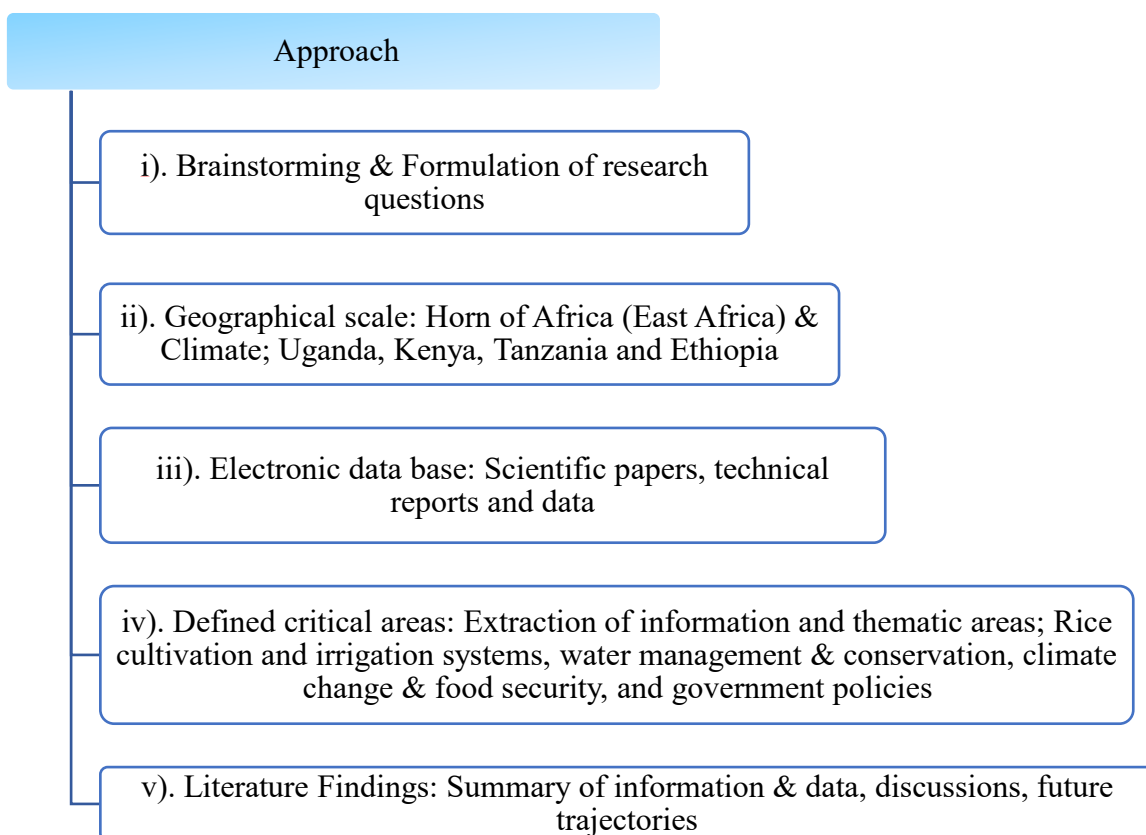 Approach
i). Brainstorming & Formulation of research
questions
ii). Geographical scale: Horn of Africa (East Africa) &
Climate; Uganda, Kenya, Tanzania and Ethiopia
iii). Electronic data base: Scientific papers, technical
reports and data
iv). Defined critical areas: Extraction of information and thematic areas; Rice
cultivation and irrigation systems, water management & conservation, climate
change & food security, and government policies
v). Literature Findings: Summary of information & data, discussions, future
trajectories